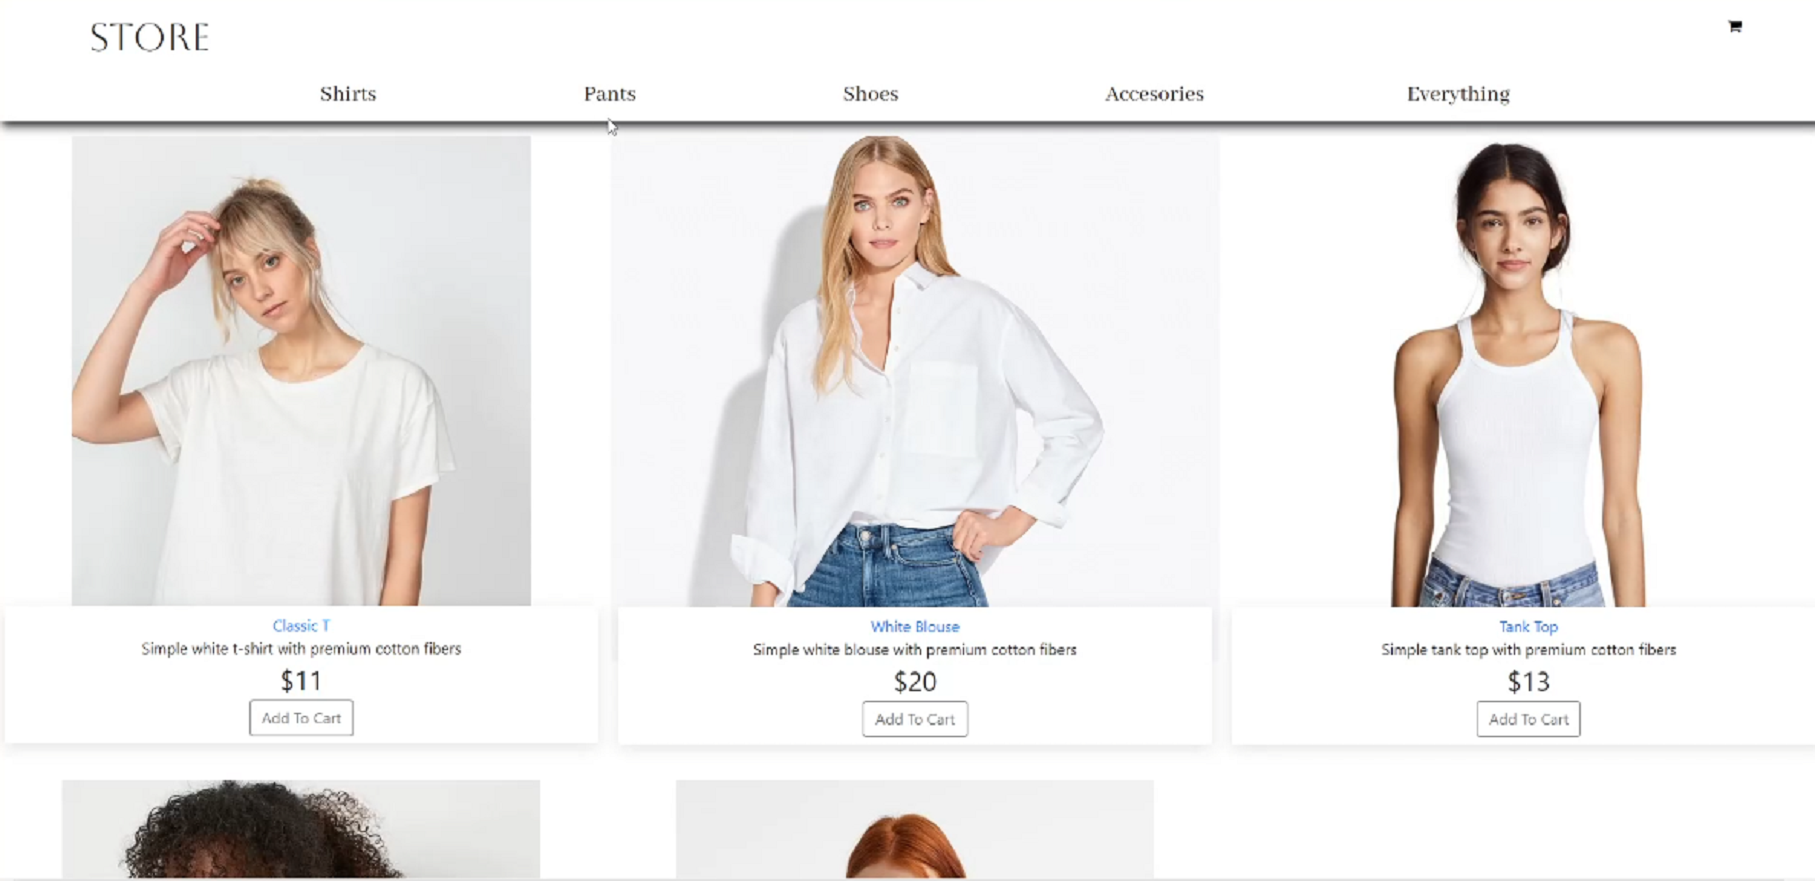 STORE
Shirts
Pants
Shoes
Accesories
Everything
Classic T
Simple white t-shirt with premium cotton fibers
$11
Add To Cart
White Blouse
Simple white blouse with premium cotton fibers
$20
Add To Cart
Tank Top
Simple tank top with premium cotton fibers
$13
Add To Cart